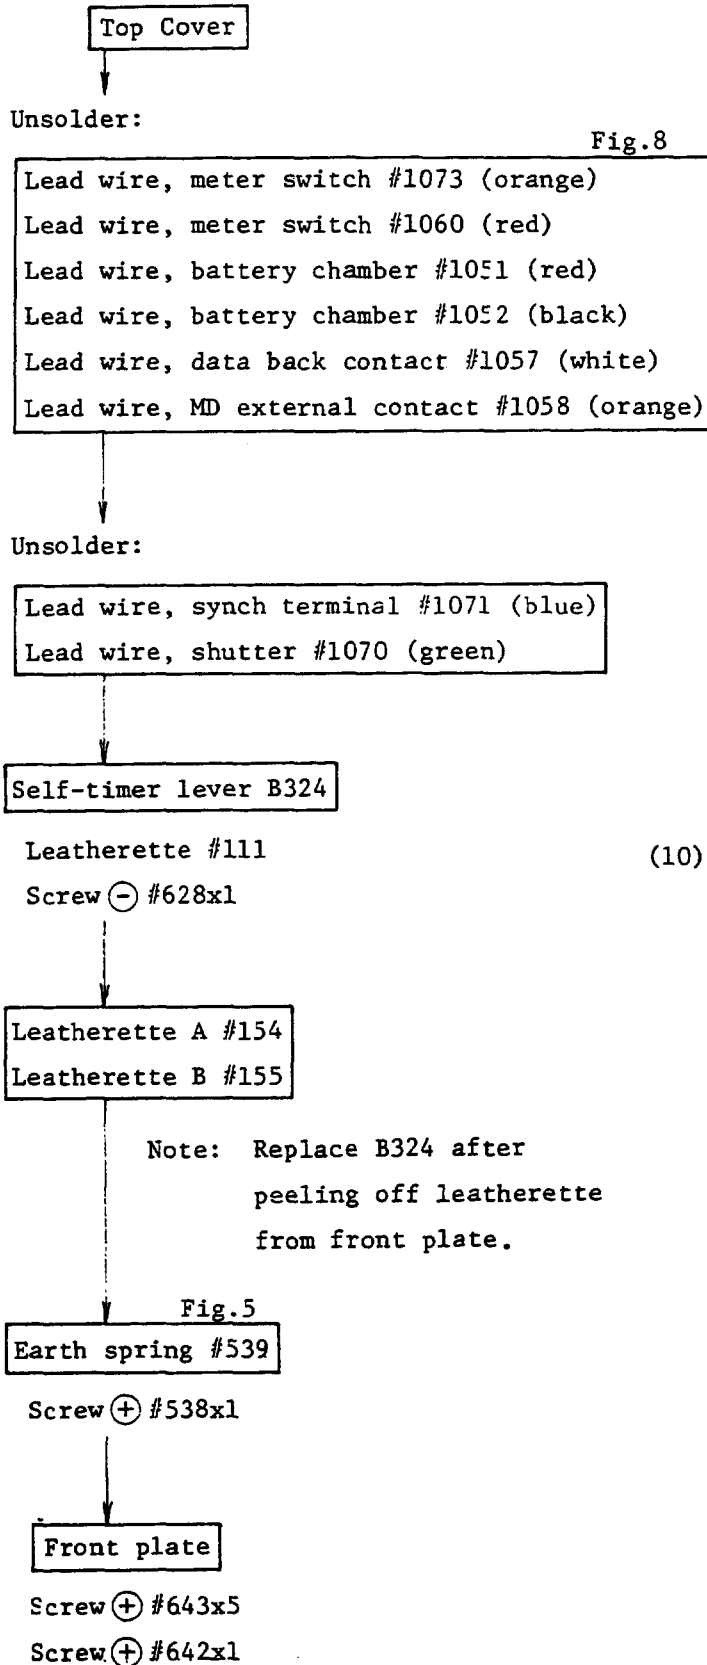 Top Cover
Unsolder:
Fig.8
Lead wire, meter switch #1073 (orange)
Lead wire, meter switch #1060 (red)
Lead wire, battery chamber #1051 (red)
Lead wire, battery chamber #1052 (black)
Lead wire, data back contact #1057 (white)
Lead wire, MD external contact #1058 (orange)
Unsolder:
Lead wire, synch terminal #1071 (blue)
Lead wire, shutter #1070 (green)
Self-timer lever B324
Leatherette #111
(10)
Screw ⊖ #628x1
Leatherette A #154
Leatherette B #155
Note: Replace B324 after
peeling off leatherette
from front plate.
Fig.5
Earth spring #539
Screw ⊕ #538x1
Front plate
Screw ⊕ #643x5
Screw ⊕ #642x1